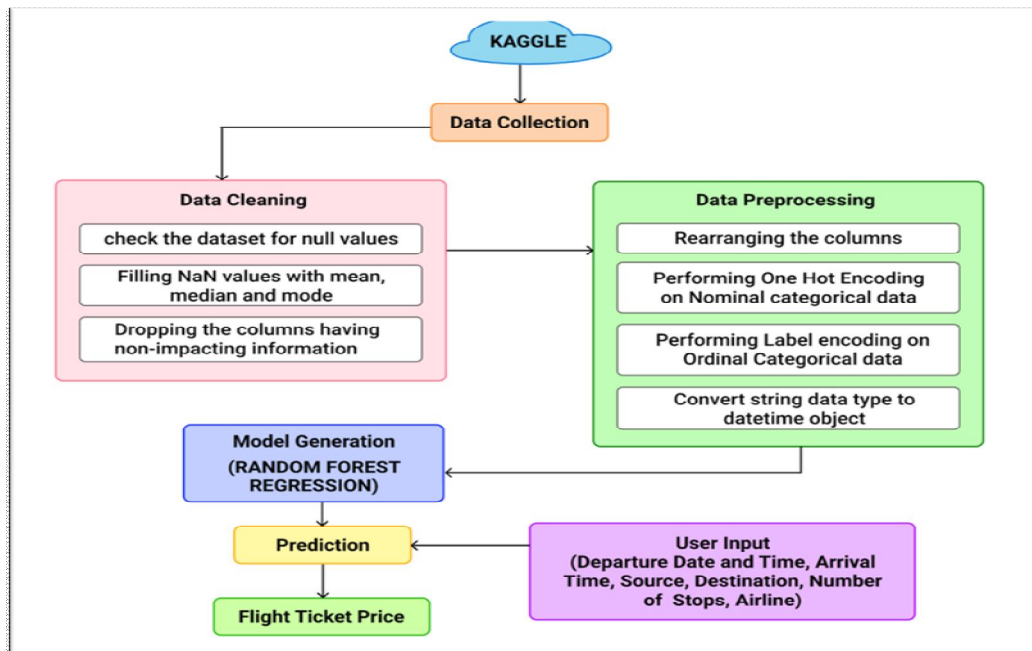 KAGGLE
Data Collection
Data Cleaning
check the dataset for null values
Filling NaN values with mean,
median and mode
Dropping the columns having
non-impacting information
Data Preprocessing
Rearranging the columns
Performing One Hot Encoding
on Nominal categorical data
Performing Label encoding on
Ordinal Categorical data
Convert string data type to
datetime object
Model Generation
(RANDOM FOREST
REGRESSION)
Prediction
User Input
(Departure Date and Time, Arrival
Time, Source, Destination, Number
of Stops, Airline)
Flight Ticket Price